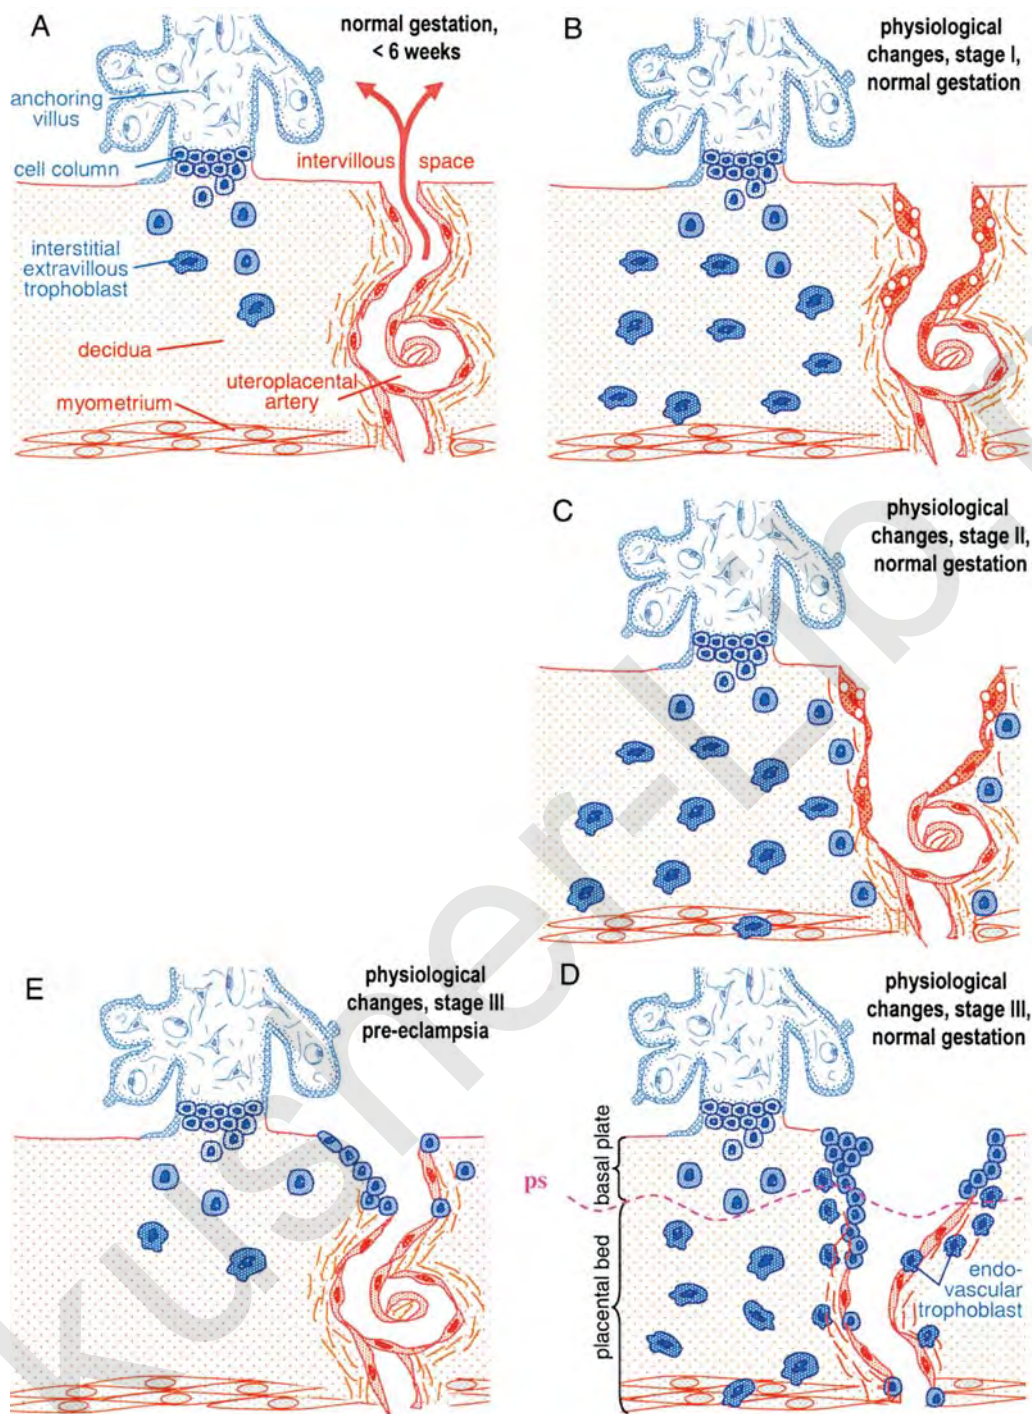 A
normal gestation,
< 6 weeks
anchoring
villus
cell column
intervillous space
interstitial
extravillous
trophoblast
decidua
uteroplacental
artery
myometrium
B
physiological
changes, stage I,
normal gestation
C
physiological
changes, stage II,
normal gestation
E
physiological
changes, stage III
pre-eclampsia
D
physiological
changes, stage III,
normal gestation
basal plate
ps
placental bed
endo-
vascular
trophoblast